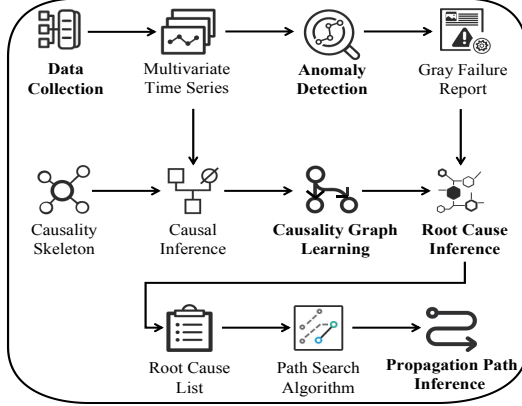 Data
Collection
Multivariate
Time Series
Anomaly
Detection
Gray Failure
Report
Causality
Skeleton
Causal
Inference
Causality Graph
Learning
Root Cause
Inference
Root Cause
List
Path Search
Algorithm
Propagation Path
Inference